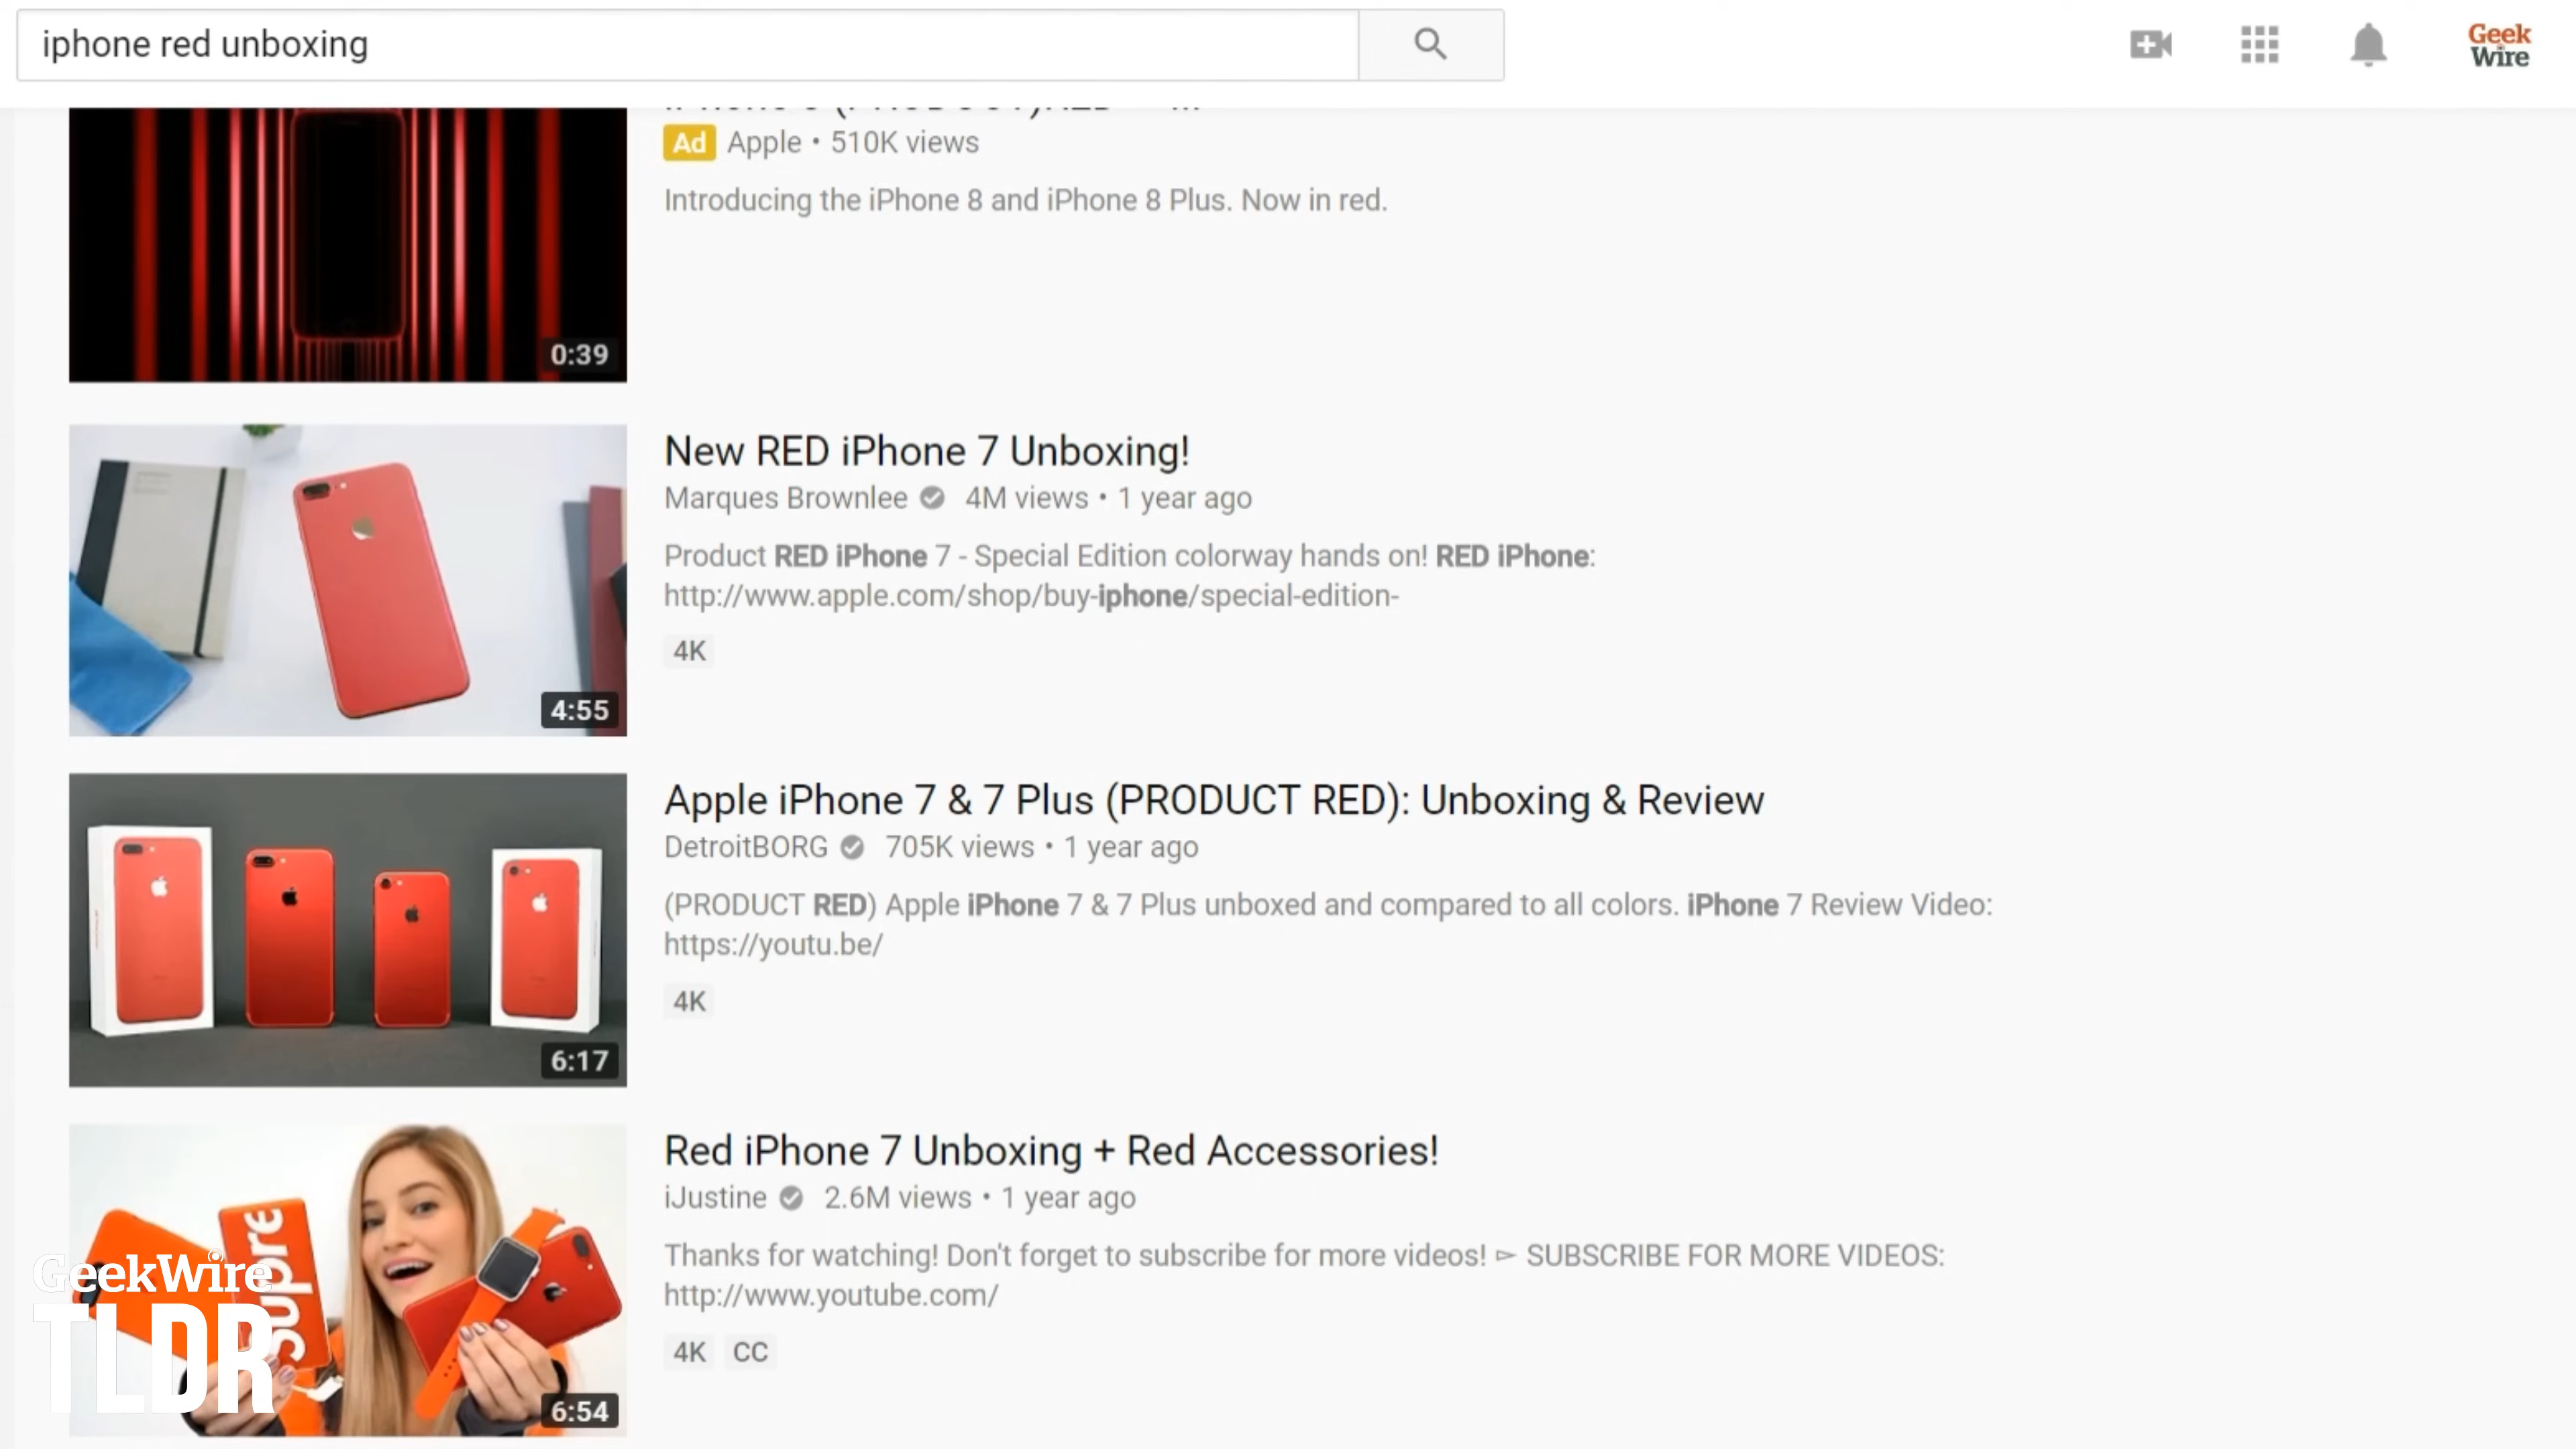 iphone red unboxing
Geek
Wire
iPhone 8 (PRODUCT)RED — ...
Ad Apple • 510K views
Introducing the iPhone 8 and iPhone 8 Plus. Now in red.
0:39
New RED iPhone 7 Unboxing!
Marques Brownlee 4M views • 1 year ago
Product RED iPhone 7 - Special Edition colorway hands on! RED iPhone:
http://www.apple.com/shop/buy-iphone/special-edition-
4K
4:55
Apple iPhone 7 & 7 Plus (PRODUCT RED): Unboxing & Review
DetroitBORG 705K views • 1 year ago
(PRODUCT RED) Apple iPhone 7 & 7 Plus unboxed and compared to all colors. iPhone 7 Review Video:
https://youtu.be/
4K
6:17
Red iPhone 7 Unboxing + Red Accessories!
iJustine 2.6M views • 1 year ago
Thanks for watching! Don't forget to subscribe for more videos! ▻ SUBSCRIBE FOR MORE VIDEOS:
http://www.youtube.com/
4K CC
Supre
GeekWire
TLDR
6:54